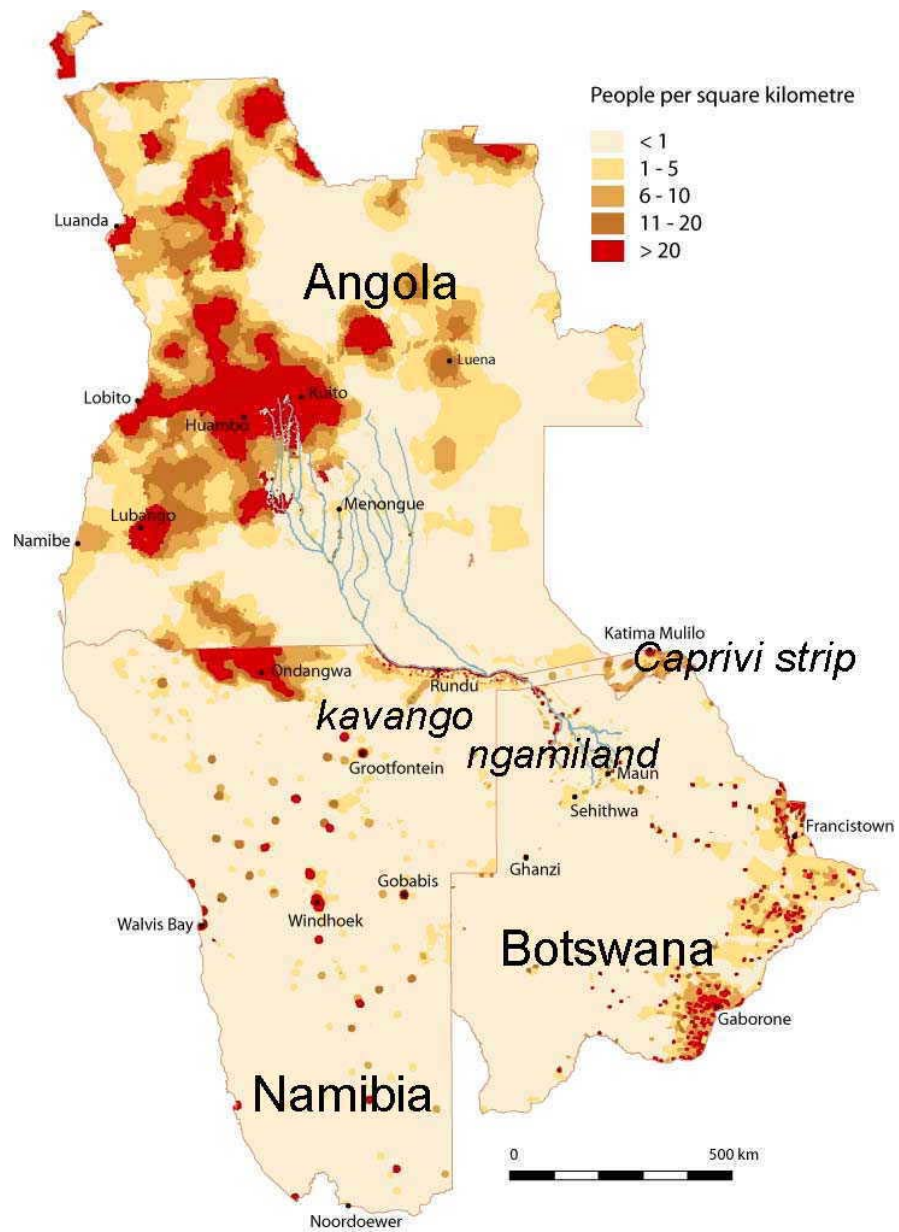 People per square kilometre
< 1
1 - 5
6 - 10
11 - 20
> 20
Luanda
Angola
Luena
Lobito
Kuito
Huambo
Menongue
Lubango
Namibe
Katima Mulilo
Caprivi strip
Ondangwa
Rundu
kavango
ngamiland
Grootfontein
Maun
Sehithwa
Francistown
Ghanzi
Gobabis
Windhoek
Walvis Bay
Botswana
Gaborone
Namibia
0 500 km
Noordoewer